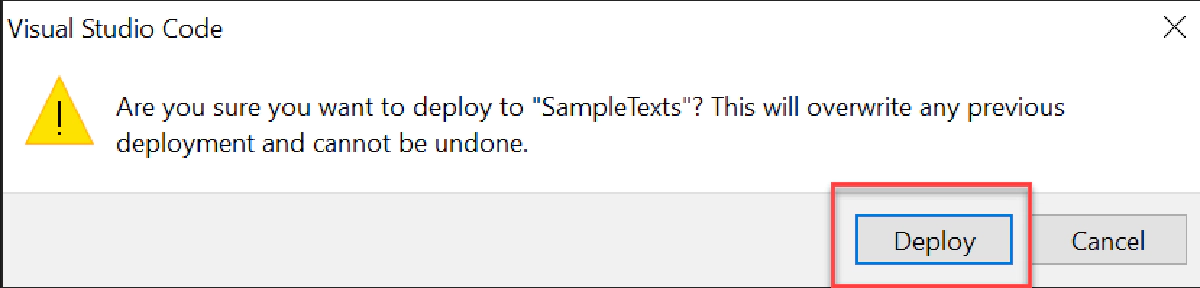 Visual Studio Code
Are you sure you want to deploy to "SampleTexts"? This will overwrite any previous
deployment and cannot be undone.
Deploy
Cancel